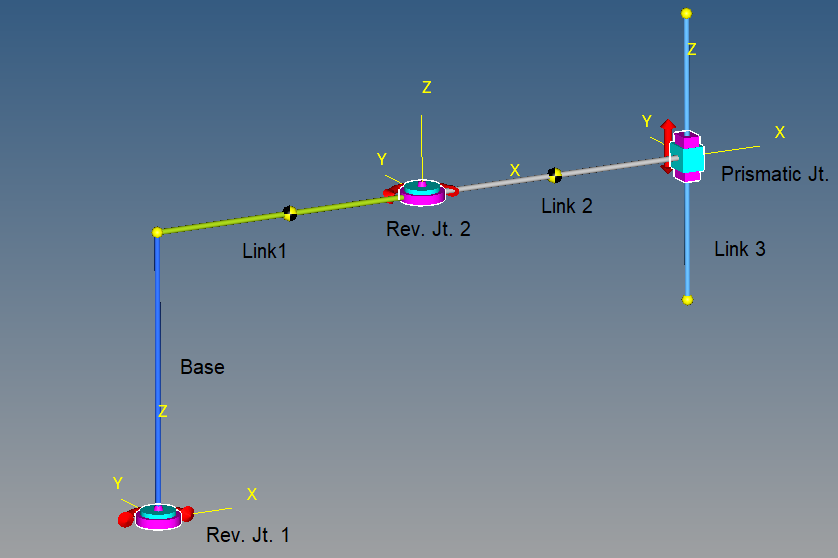 Z
Z
Y
X
Y
X
Prismatic Jt.
Link 2
Rev. Jt. 2
Link1
Link 3
Base
Z
Y
X
Rev. Jt. 1